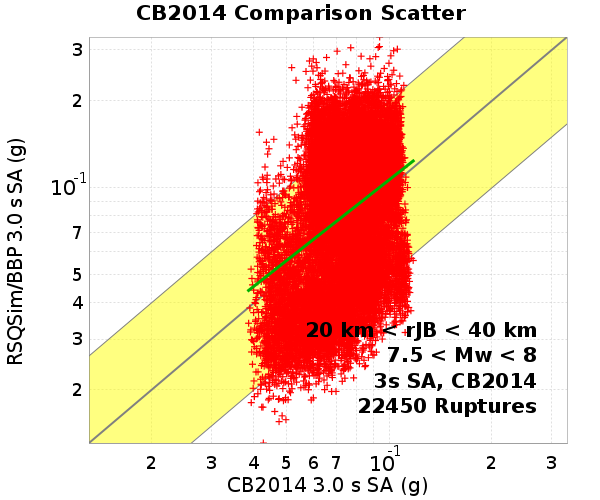 CB2014 Comparison Scatter
RSQSim/BBP 3.0 s SA (g)
3
2
10-1
7
5
4
3
2
20 km < rJB < 40 km
7.5 < Mw < 8
3s SA, CB2014
22450 Ruptures
2 3 4 5 6 7 10-1 2 3
CB2014 3.0 s SA (g)